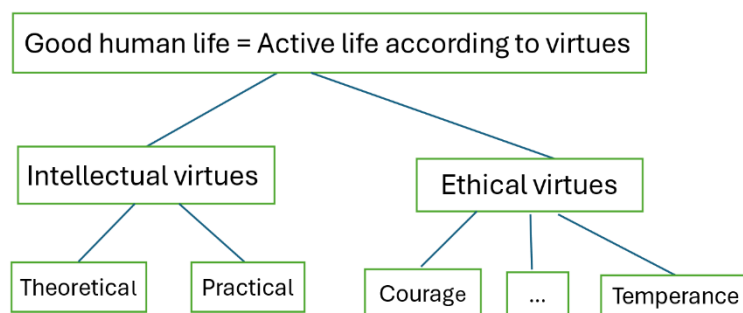 Good human life = Active life according to virtues
Intellectual virtues
Ethical virtues
Theoretical
Practical
Courage
...
Temperance